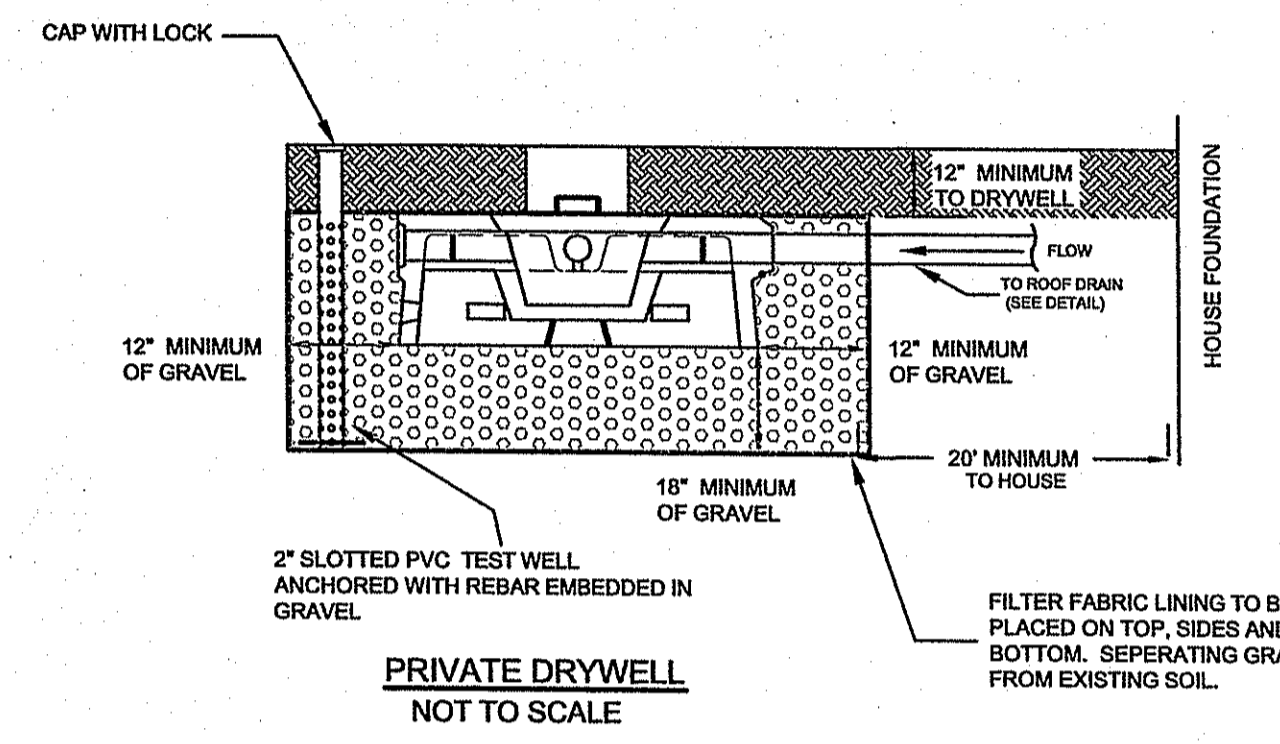 CAP WITH LOCK
12" MINIMUM
TO DRYWELL
HOUSE FOUNDATION
FLOW
TO ROOF DRAIN
(SEE DETAIL)
12" MINIMUM
OF GRAVEL
12" MINIMUM
OF GRAVEL
20' MINIMUM
TO HOUSE
18" MINIMUM
OF GRAVEL
2" SLOTTED PVC TEST WELL
ANCHORED WITH REBAR EMBEDDED IN
GRAVEL
FILTER FABRIC LINING TO
PLACED ON TOP, SIDES
BOTTOM. SEPERATING
FROM EXISTING SOIL.
PRIVATE DRYWELL
NOT TO SCALE